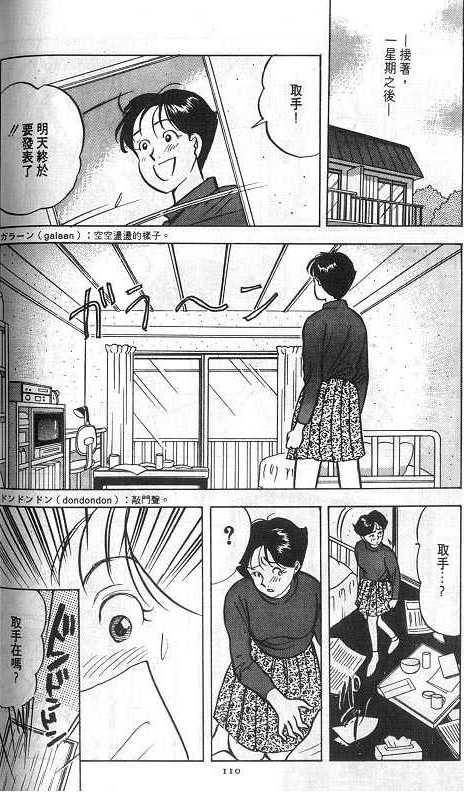 —接著，
一星期之後—
取手！
明天終於
要發表了
ガラーン（galaan）：空空盪盪的樣子。
ガラーン
ドンドンドン（dondondon）：敲門聲。
取手…？
？
取手在嗎？
ドンドンドン
110